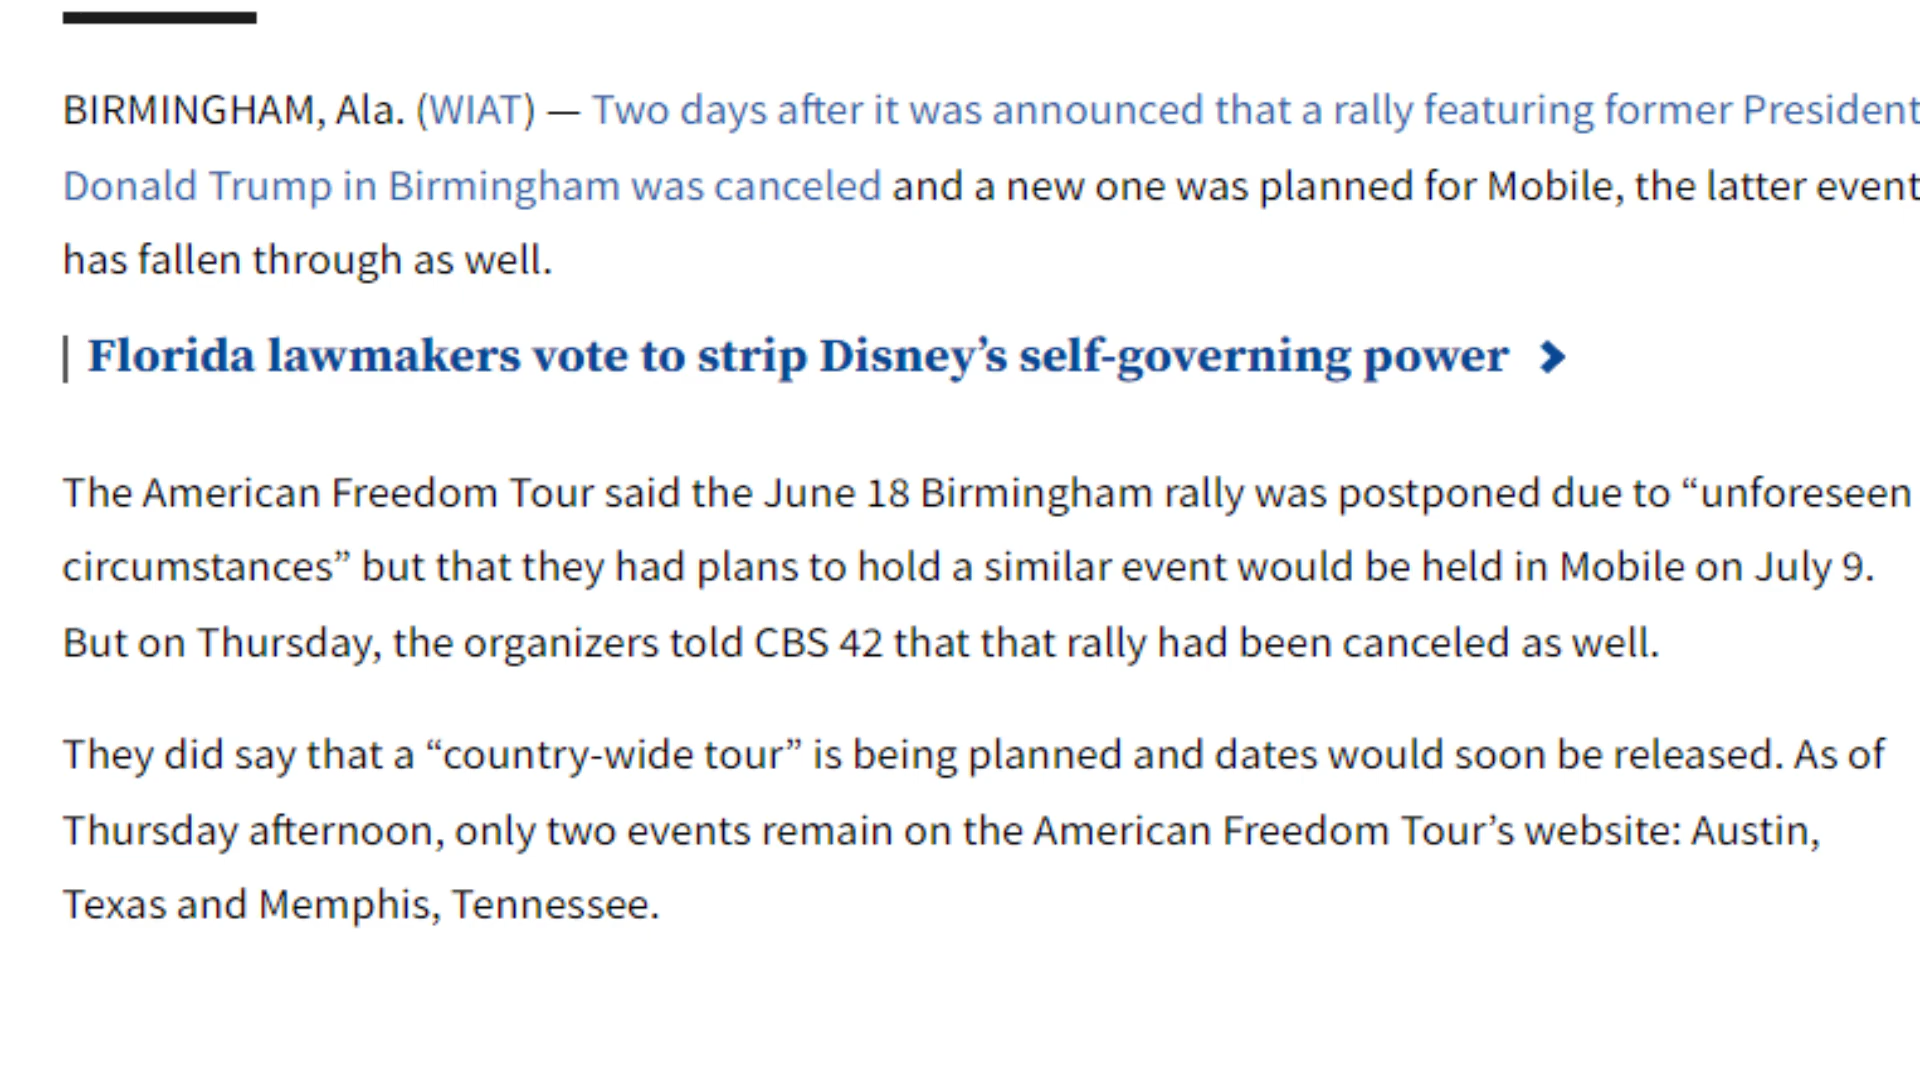 BIRMINGHAM, Ala. (WIAT) — Two days after it was announced that a rally featuring former President
Donald Trump in Birmingham was canceled and a new one was planned for Mobile, the latter event
has fallen through as well.
| Florida lawmakers vote to strip Disney’s self-governing power
The American Freedom Tour said the June 18 Birmingham rally was postponed due to “unforeseen
circumstances” but that they had plans to hold a similar event would be held in Mobile on July 9.
But on Thursday, the organizers told CBS 42 that that rally had been canceled as well.
They did say that a “country-wide tour” is being planned and dates would soon be released. As of
Thursday afternoon, only two events remain on the American Freedom Tour’s website: Austin,
Texas and Memphis, Tennessee.